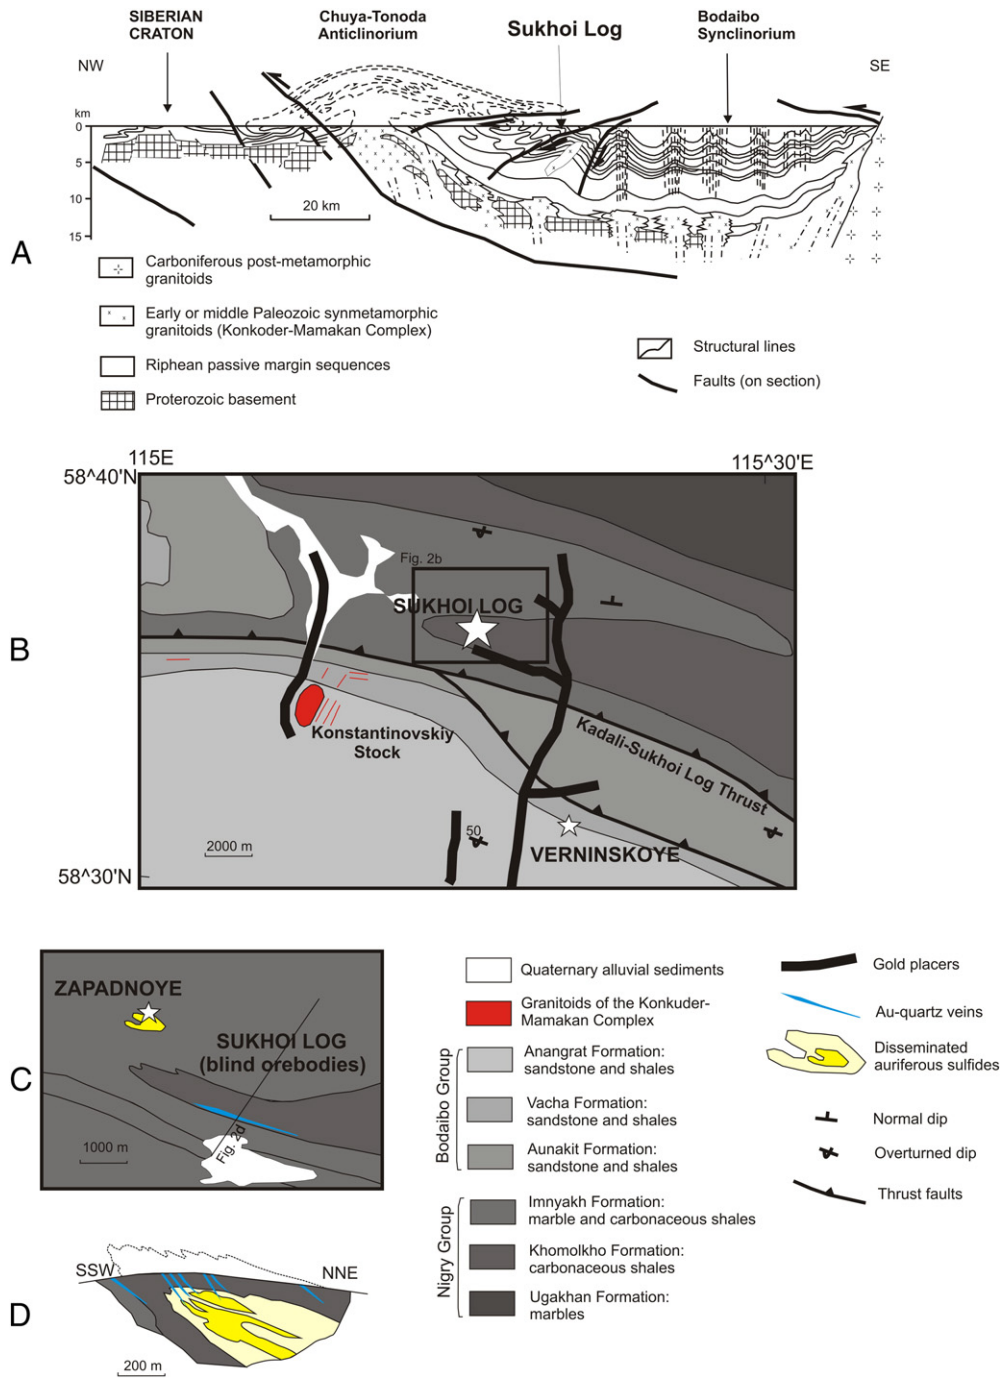 SIBERIAN
CRATON
Chuya-Tonoda
Anticlinorium
Sukhoi Log
Bodaibo
Synclinorium
NW
SE
km
0
5
10
15
20 km
A
Carboniferous post-metamorphic
granitoids
Early or middle Paleozoic synmetamorphic
granitoids (Konkoder-Mamakan Complex)
Riphean passive margin sequences
Proterozoic basement
Structural lines
Faults (on section)
115E
115^30'E
58^40'N
Fig. 2b
SUKHOI LOG
B
Konstantinovskiy
Stock
Kadali-Sukhoi Log Thrust
2000 m
50
VERNINSKOYE
58^30'N
ZAPADNOYE
SUKHOI LOG
(blind orebodies)
C
1000 m
Fig. 2d
SSW
NNE
D
200 m
Quaternary alluvial sediments
Granitoids of the Konkuder-
Mamakan Complex
Bodaibo Group
Anangrat Formation:
sandstone and shales
Vacha Formation:
sandstone and shales
Aunakit Formation:
sandstone and shales
Nigry Group
Imnyakh Formation:
marble and carbonaceous shales
Khomolkho Formation:
carbonaceous shales
Ugakhan Formation:
marbles
Gold placers
Au-quartz veins
Disseminated
auriferous sulfides
Normal dip
Overturned dip
Thrust faults